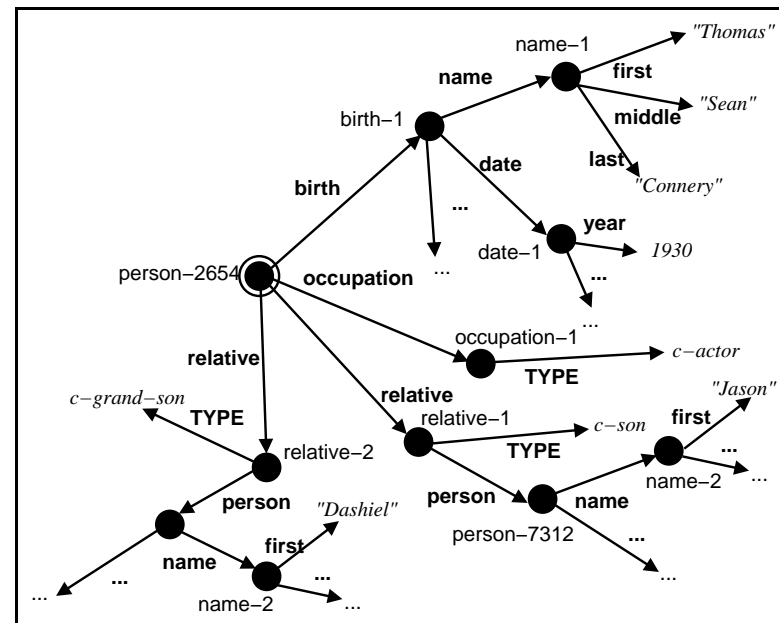 "Thomas"
name−1
name
first
"Sean"
middle
birth−1
date
last
"Connery"
birth
...
year
1930
date−1
person−2654
occupation
...
...
...
occupation−1
c−actor
TYPE
relative
c−grand−son
TYPE
relative
"Jason"
first
relative−1
c−son
TYPE
...
relative−2
name−2
...
person
"Dashiel"
person
name
person−7312
first
name
...
...
...
...
...
name−2
...